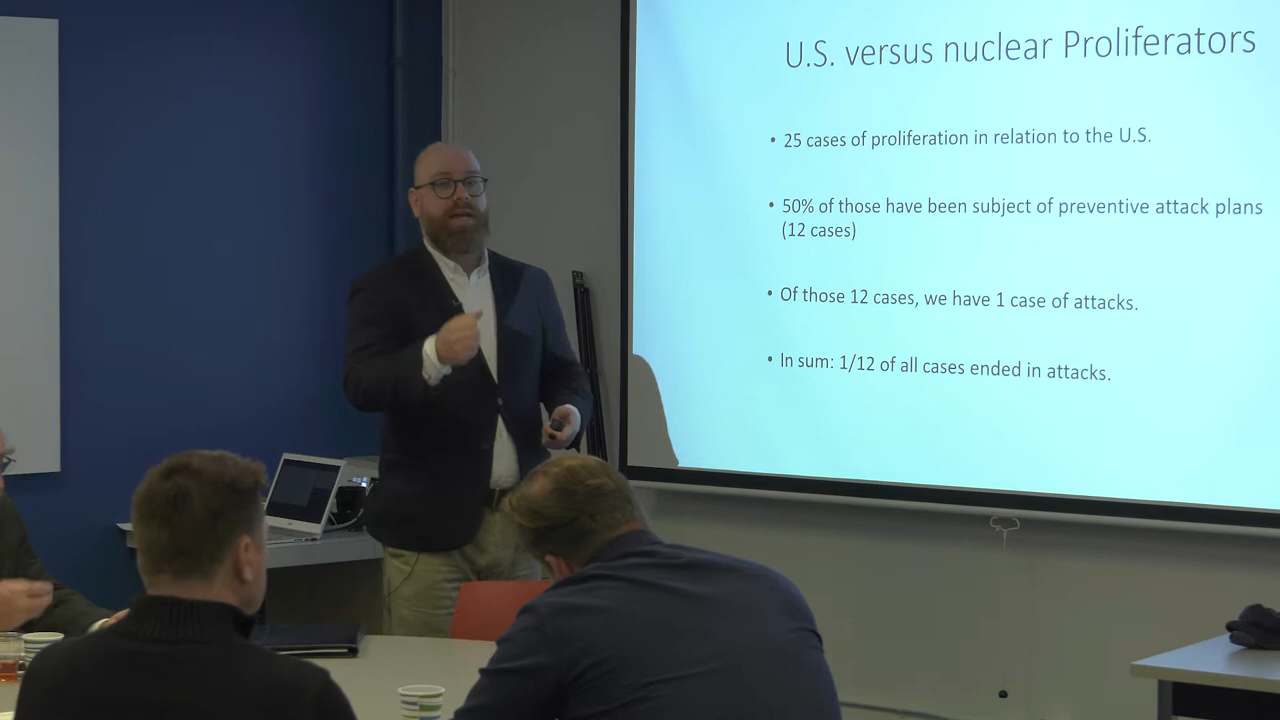 U.S. versus nuclear Proliferators
• 25 cases of proliferation in relation to the U.S.
• 50% of those have been subject of preventive attack plans
(12 cases)
• Of those 12 cases, we have 1 case of attacks.
• In sum: 1/12 of all cases ended in attacks.